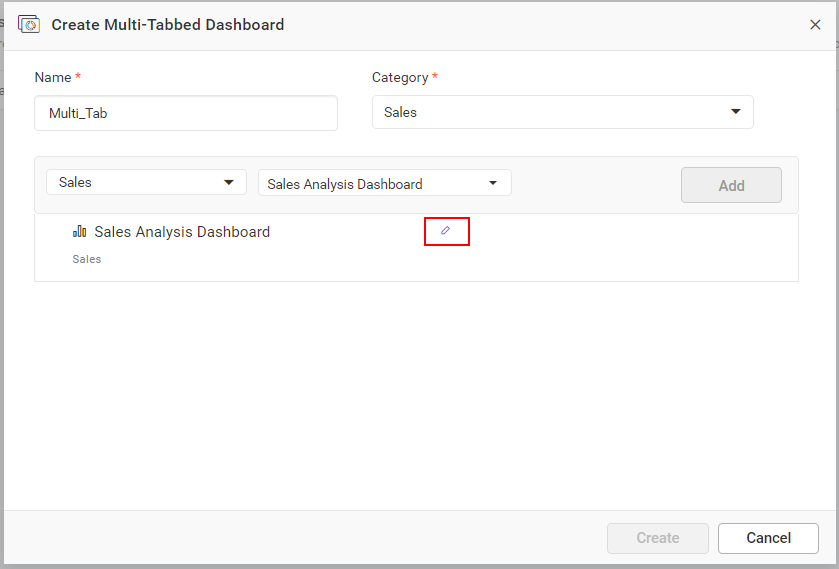 Create Multi-Tabbed Dashboard
Name *
Category *
Multi_Tab
Sales
Sales
Sales Analysis Dashboard
Add
Sales Analysis Dashboard
Sales
Create
Cancel